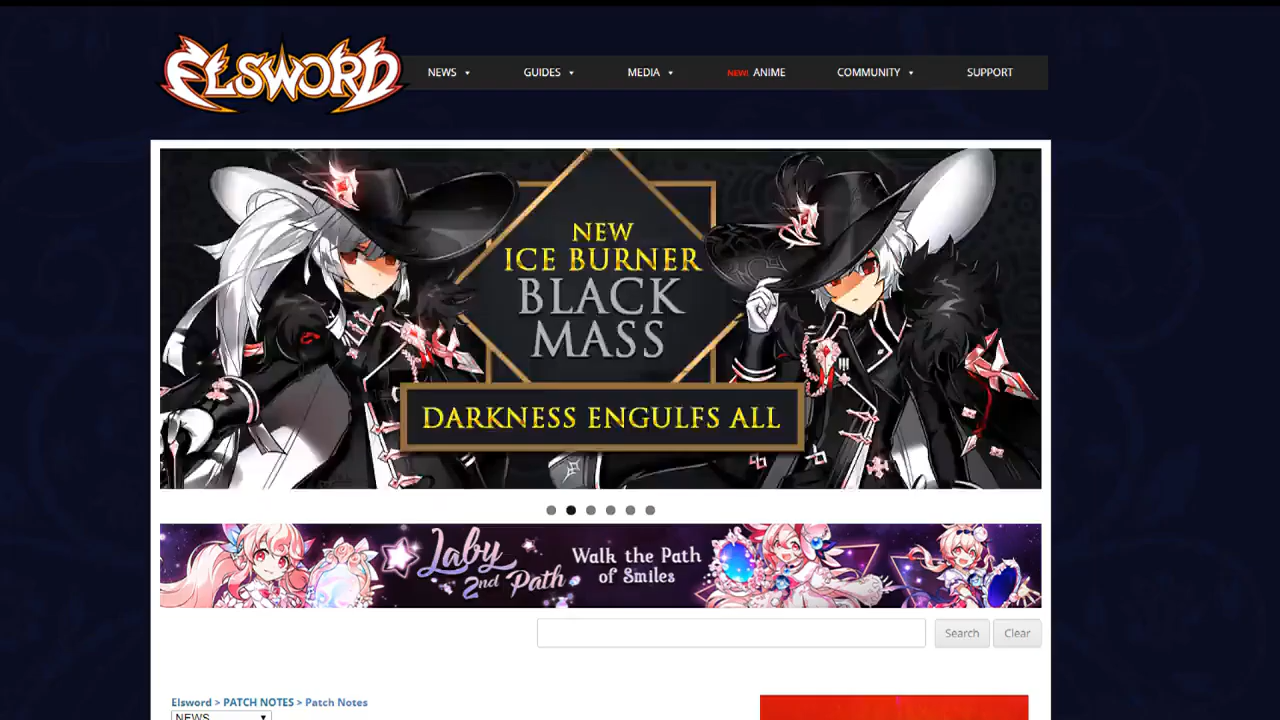 ELSWORD
NEWS GUIDES MEDIA NEW! ANIME COMMUNITY SUPPORT
NEW
ICE BURNER
BLACK
MASS
DARKNESS ENGULFS ALL
Laby
2nd Path
Walk the Path
of Smiles
Search Clear
Elsword > PATCH NOTES > Patch Notes
NEWS